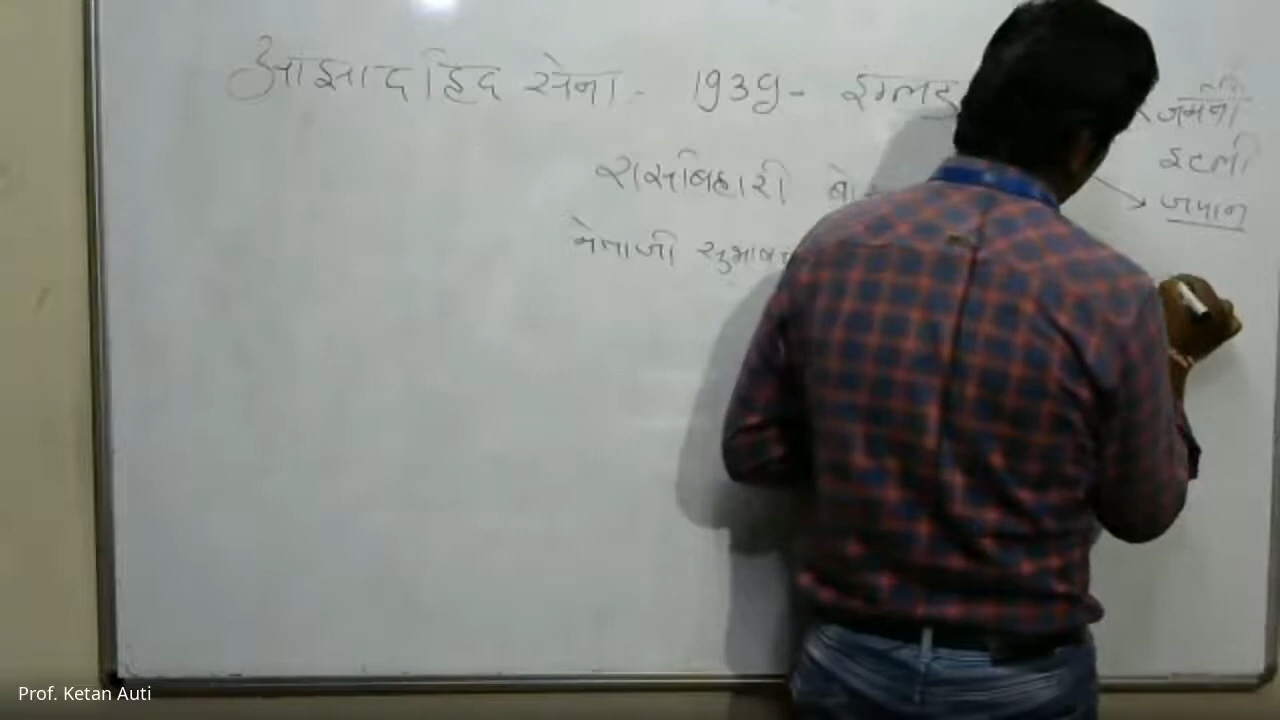 आझाद हिंद सेना - 1939 - इंग्लंड
जर्मनी
इटली
रासबिहारी
जपान
नेताजी
Prof. Ketan Auti